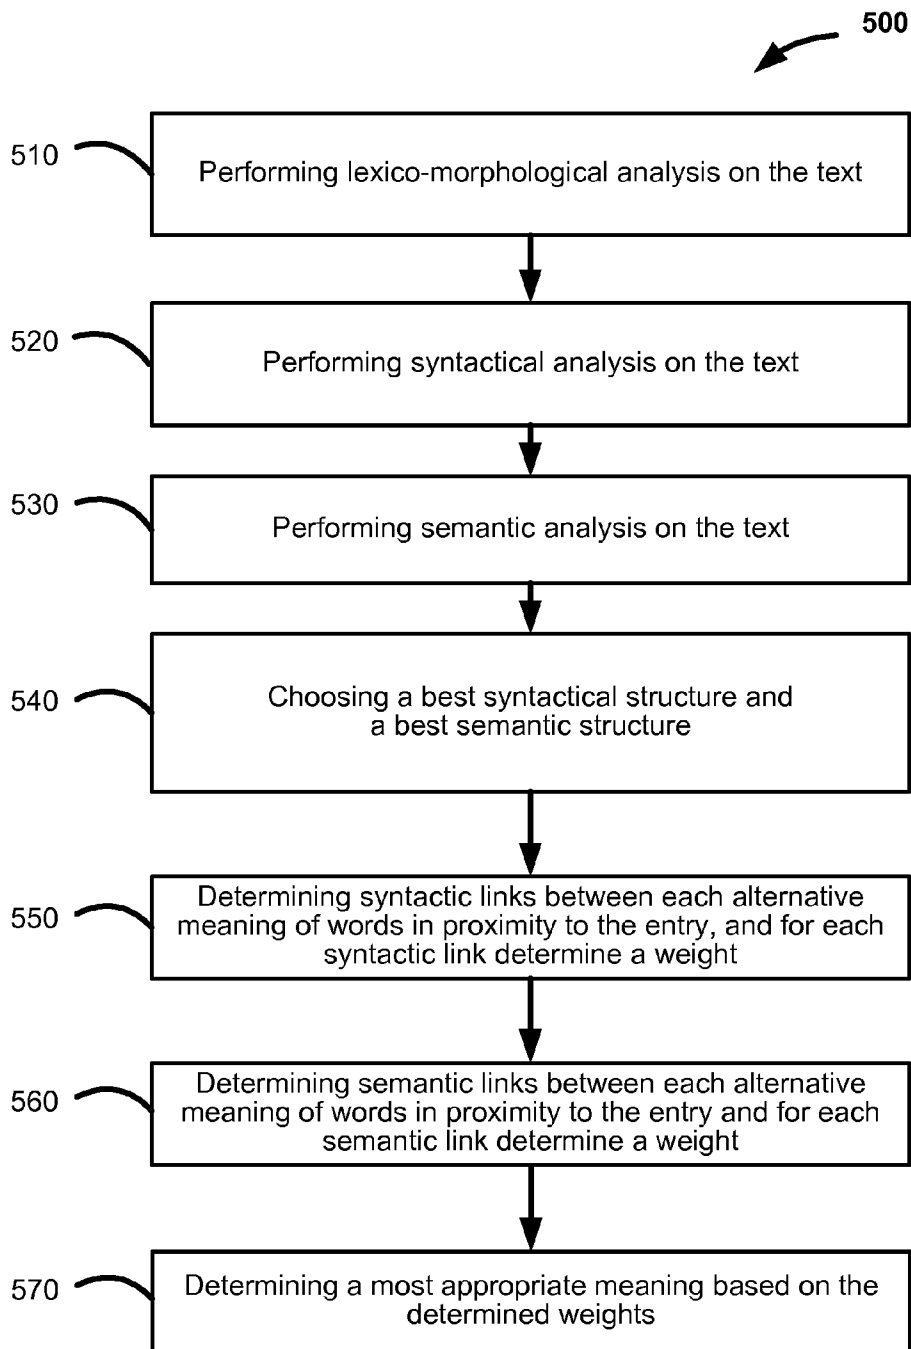 500
510
Performing lexico-morphological analysis on the text
520
Performing syntactical analysis on the text
530
Performing semantic analysis on the text
540
Choosing a best syntactical structure and
a best semantic structure
550
Determining syntactic links between each alternative
meaning of words in proximity to the entry, and for each
syntactic link determine a weight
560
Determining semantic links between each alternative
meaning of words in proximity to the entry and for each
semantic link determine a weight
570
Determining a most appropriate meaning based on the
determined weights